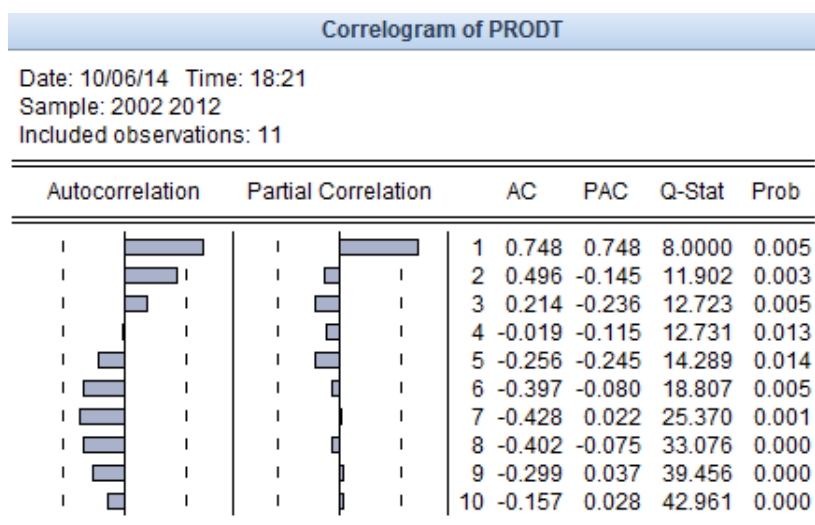 Correlogram of PRODT
Date: 10/06/14 Time: 18:21
Sample: 2002 2012
Included observations: 11
Autocorrelation Partial Correlation AC PAC Q-Stat Prob
1 0.748 0.748 8.0000 0.005
2 0.496 -0.145 11.902 0.003
3 0.214 -0.236 12.723 0.005
4 -0.019 -0.115 12.731 0.013
5 -0.256 -0.245 14.289 0.014
6 -0.397 -0.080 18.807 0.005
7 -0.428 0.022 25.370 0.001
8 -0.402 -0.075 33.076 0.000
9 -0.299 0.037 39.456 0.000
10 -0.157 0.028 42.961 0.000